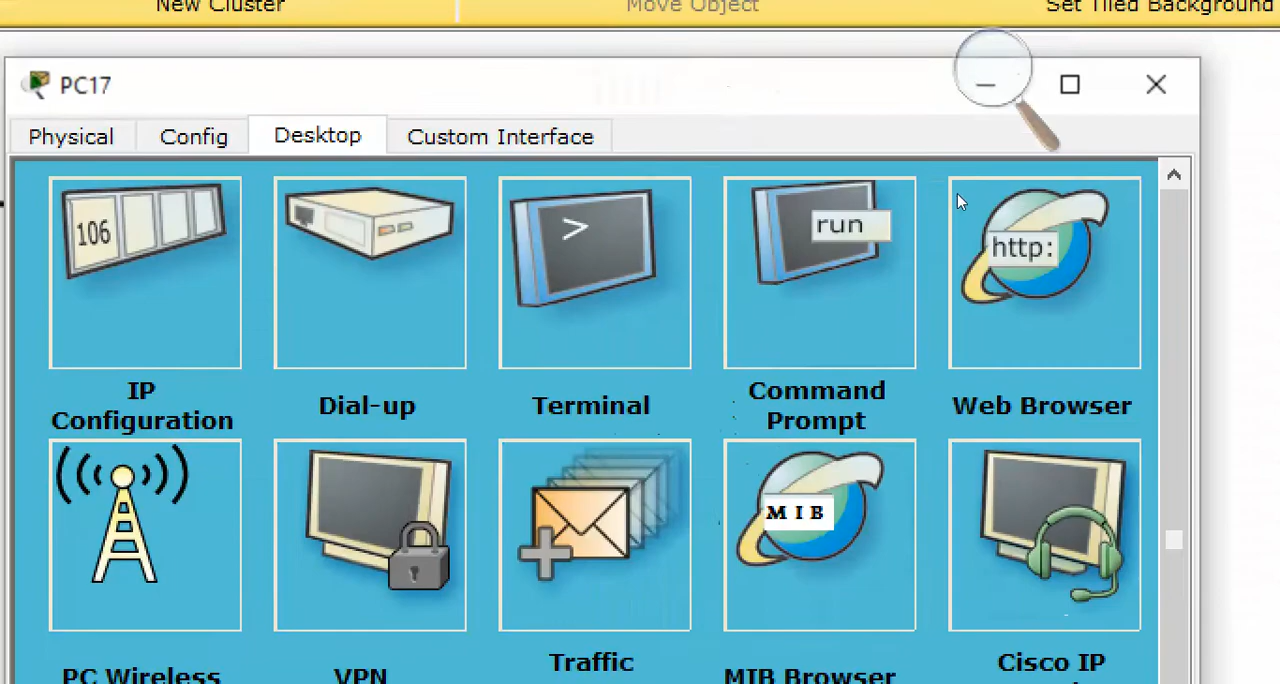 New Cluster Move Object Set Tiled Background
PC17
Physical Config Desktop Custom Interface
106
>
run
http:
IP
Configuration
Dial-up
Terminal
Command
Prompt
Web Browser
MIB
PC Wireless
VPN
Traffic
MIB Browser
Cisco IP